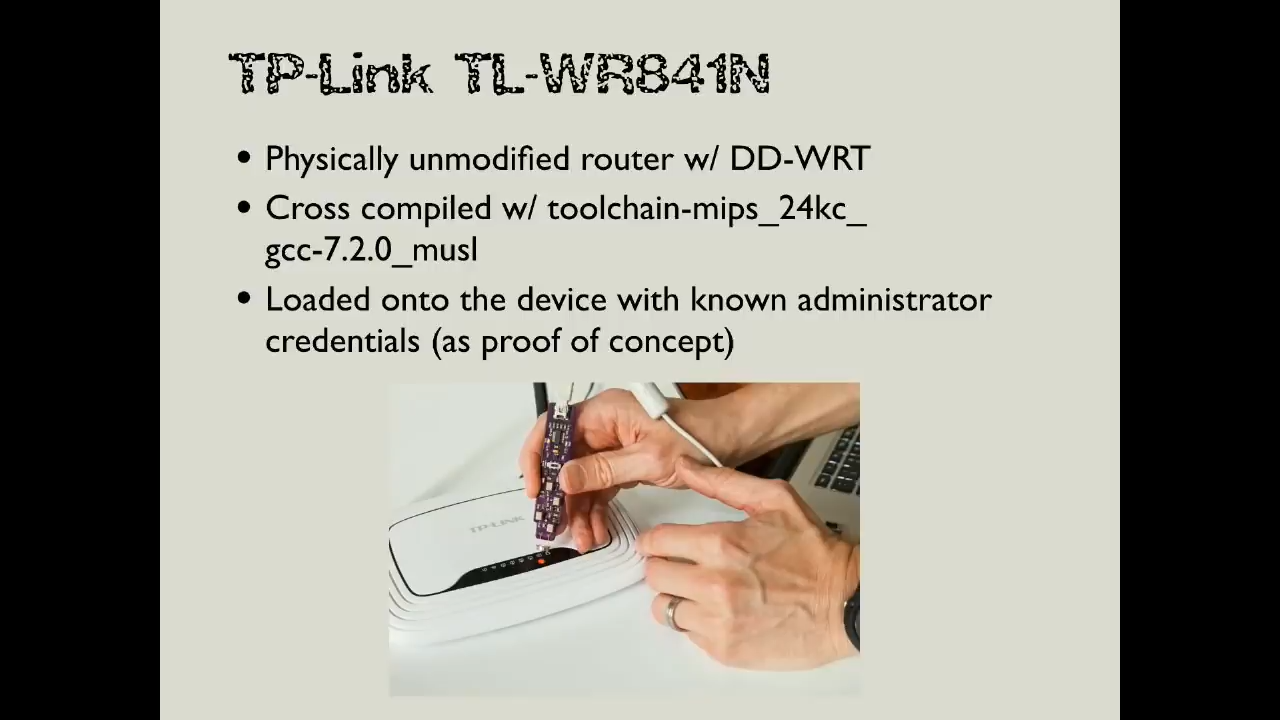 TP-Link TL-WR841N
• Physically unmodified router w/ DD-WRT
• Cross compiled w/ toolchain-mips_24kc_
gcc-7.2.0_musl
• Loaded onto the device with known administrator
credentials (as proof of concept)
TP-LINK